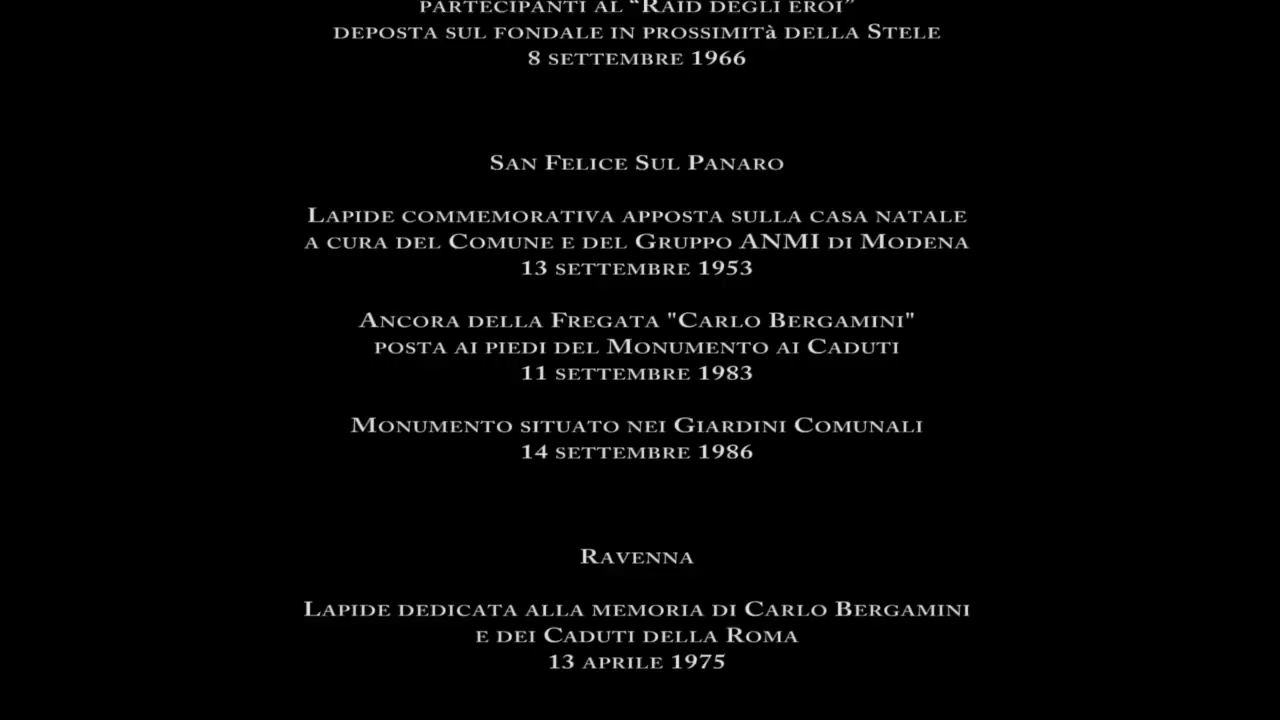 PARTECIPANTI AL “RAID DEGLI EROI”
DEPOSTA SUL FONDALE IN PROSSIMITà DELLA STELE
8 SETTEMBRE 1966
SAN FELICE SUL PANARO
LAPIDE COMMEMORATIVA APPOSTA SULLA CASA NATALE
A CURA DEL COMUNE E DEL GRUPPO ANMI DI MODENA
13 SETTEMBRE 1953
ANCORA DELLA FREGATA "CARLO BERGAMINI"
POSTA AI PIEDI DEL MONUMENTO AI CADUTI
11 SETTEMBRE 1983
MONUMENTO SITUATO NEI GIARDINI COMUNALI
14 SETTEMBRE 1986
RAVENNA
LAPIDE DEDICATA ALLA MEMORIA DI CARLO BERGAMINI
E DEI CADUTI DELLA ROMA
13 APRILE 1975